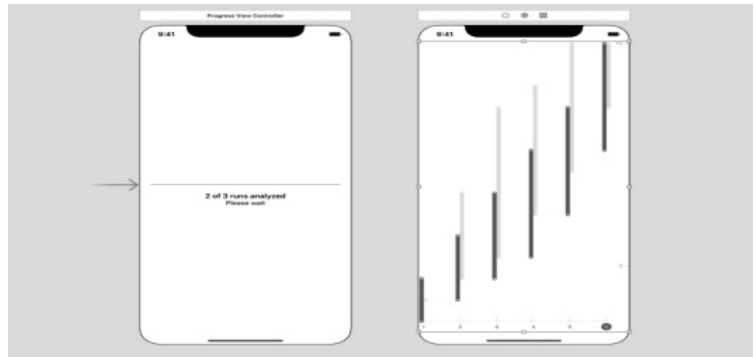 Progress View Controller
9:41
2 of 3 runs analyzed
Please wait
9:41
1 2 3 4 5